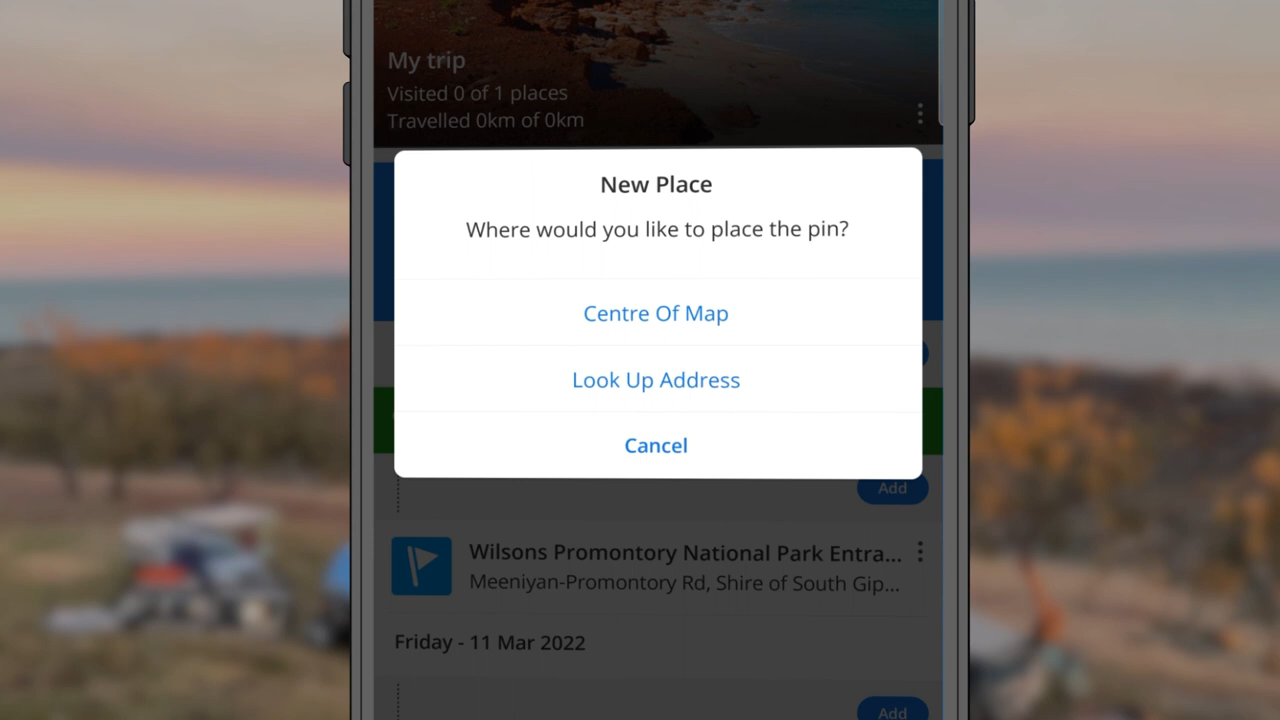 My trip
Visited 0 of 1 places
Travelled 0km of 0km
New Place
Where would you like to place the pin?
Centre Of Map
Look Up Address
Cancel
Add
Wilsons Promontory National Park Entra...
Meeniyan-Promontory Rd, Shire of South Gip...
Friday - 11 Mar 2022
Add